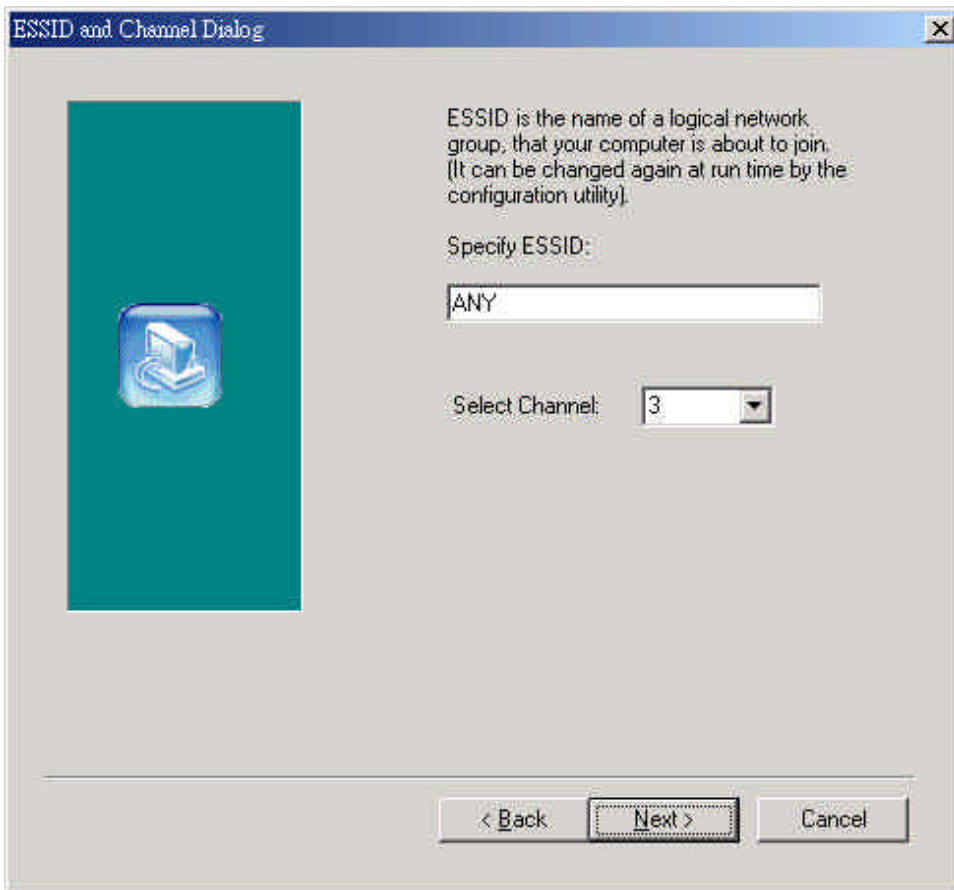 ESSID and Channel Dialog
ESSID is the name of a logical network
group, that your computer is about to join.
(It can be changed again at run time by the
configuration utility).
Specify ESSID:
ANY
Select Channel: 3
< Back Next > Cancel